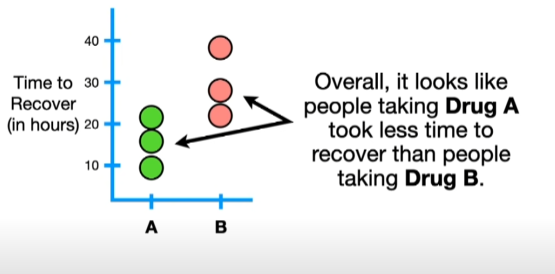 40
Time to 30
Recover
(in hours) 20
10
A B
Overall, it looks like
people taking Drug A
took less time to
recover than people
taking Drug B.